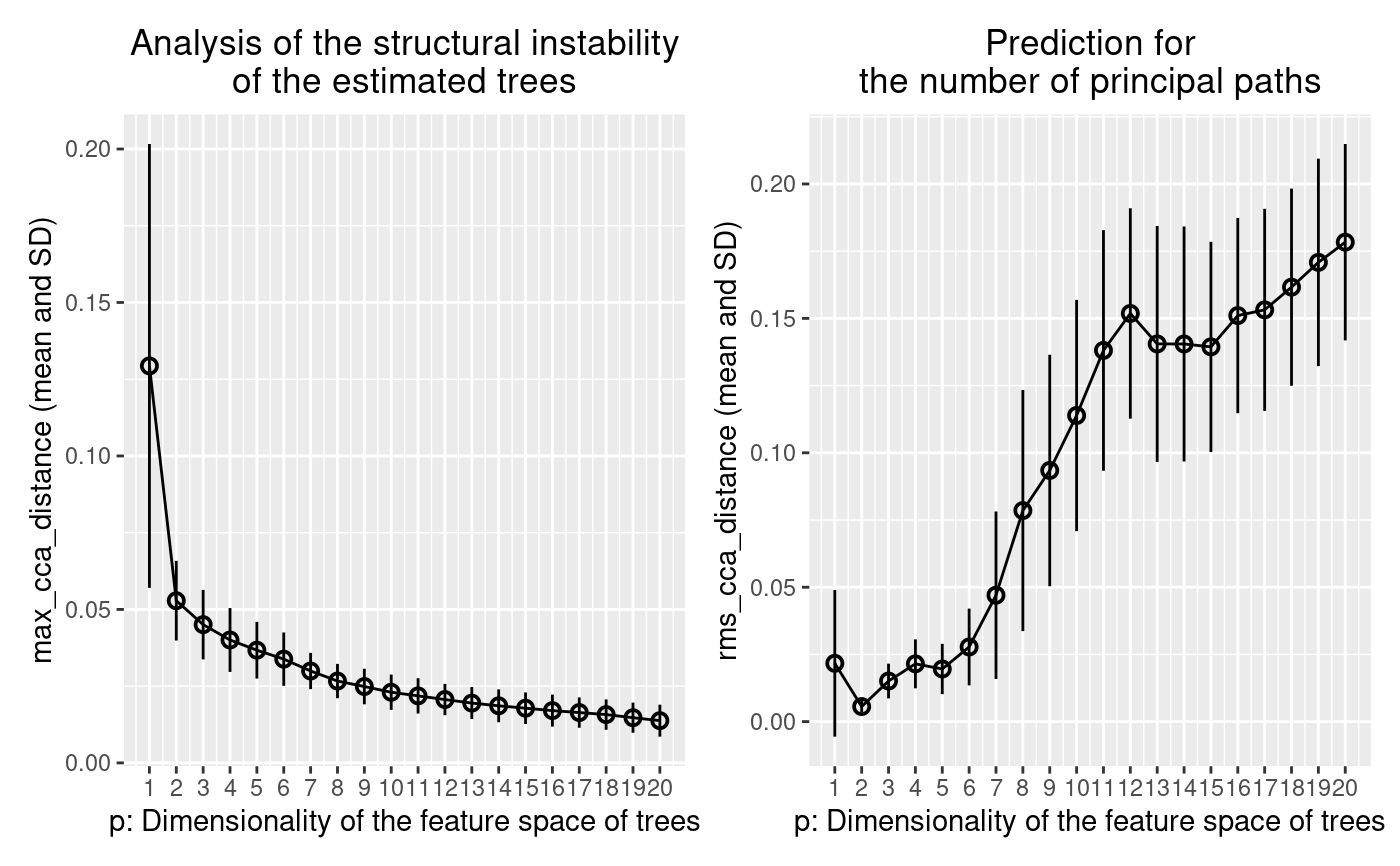 Analysis of the structural instability
of the estimated trees
max_cca_distance (mean and SD)
0.20
0.15
0.10
0.05
0.00
1 2 3 4 5 6 7 8 9 10 11 12 13 14 15 16 17 18 19 20
p: Dimensionality of the feature space of trees
Prediction for
the number of principal paths
rms_cca_distance (mean and SD)
0.20
0.15
0.10
0.05
0.00
1 2 3 4 5 6 7 8 9 10 11 12 13 14 15 16 17 18 19 20
p: Dimensionality of the feature space of trees